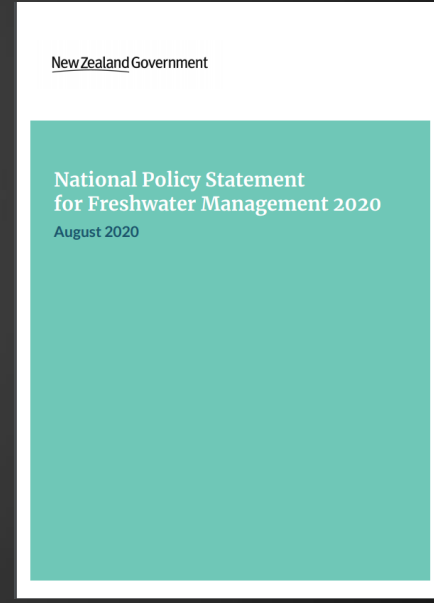 New Zealand Government
National Policy Statement
for Freshwater Management 2020
August 2020